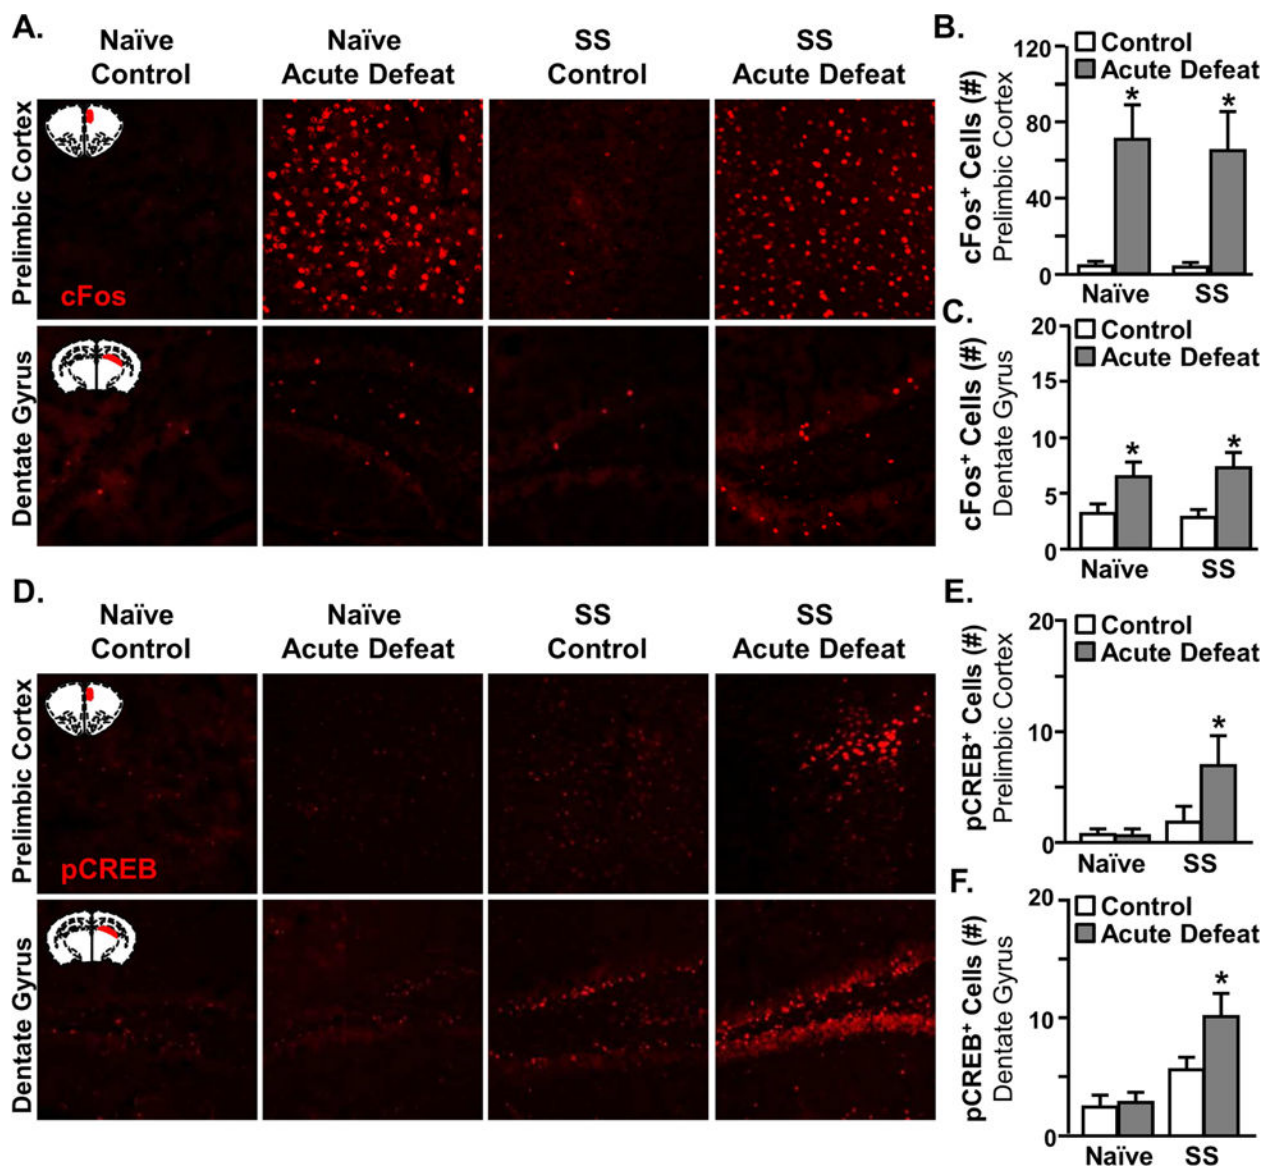 A.
Naïve
Control
Naïve
Acute Defeat
SS
Control
SS
Acute Defeat
Prelimbic Cortex
cFos
Dentate Gyrus
B.
Control
Acute Defeat
cFos⁺ Cells (#)
Prelimbic Cortex
120
80
40
0
*
*
Naïve
SS
C.
Control
Acute Defeat
cFos⁺ Cells (#)
Dentate Gyrus
20
15
10
5
0
*
*
Naïve
SS
D.
Naïve
Control
Naïve
Acute Defeat
SS
Control
SS
Acute Defeat
Prelimbic Cortex
pCREB
Dentate Gyrus
E.
Control
Acute Defeat
pCREB⁺ Cells (#)
Prelimbic Cortex
20
10
0
*
Naïve
SS
F.
Control
Acute Defeat
pCREB⁺ Cells (#)
Dentate Gyrus
20
10
0
*
Naïve
SS